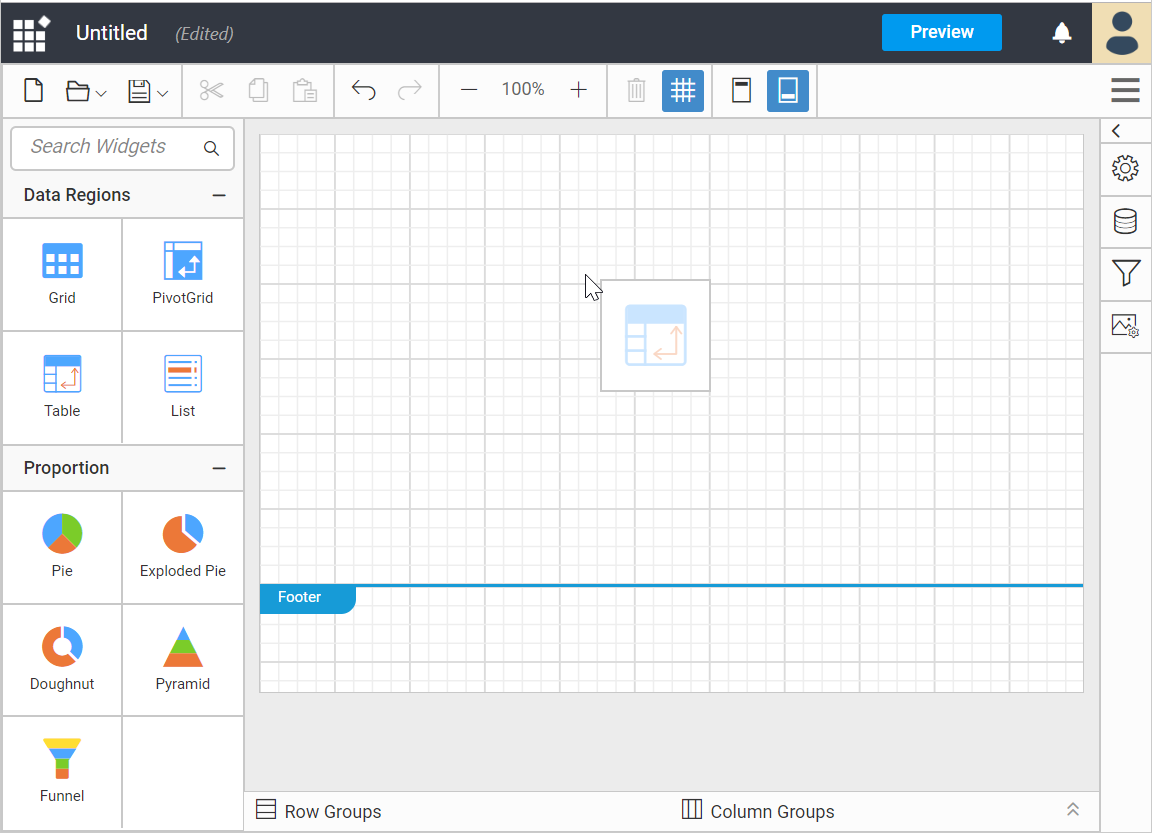 Untitled (Edited) Preview
100%
Search Widgets
Data Regions
Grid PivotGrid
Table List
Proportion
Pie Exploded Pie
Footer
Doughnut Pyramid
Funnel
Row Groups Column Groups